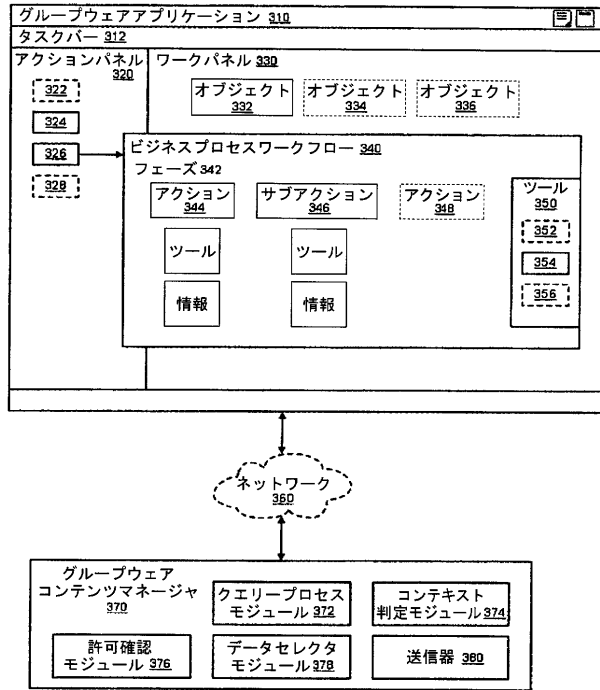 グループウェアアプリケーション 310
タスクバー 312
アクションパネル
320
322
324
326
328
ワークパネル 330
オブジェクト
332
オブジェクト
334
オブジェクト
336
ビジネスプロセスワークフロー 340
フェーズ 342
アクション
344
サブアクション
346
アクション
348
ツール
情報
ツール
情報
ツール
350
352
354
356
ネットワーク
360
グループウェア
コンテンツマネージャ
370
クエリープロセス
モジュール 372
コンテキスト
判定モジュール 374
許可確認
モジュール 376
データセレクタ
モジュール 378
送信器 380